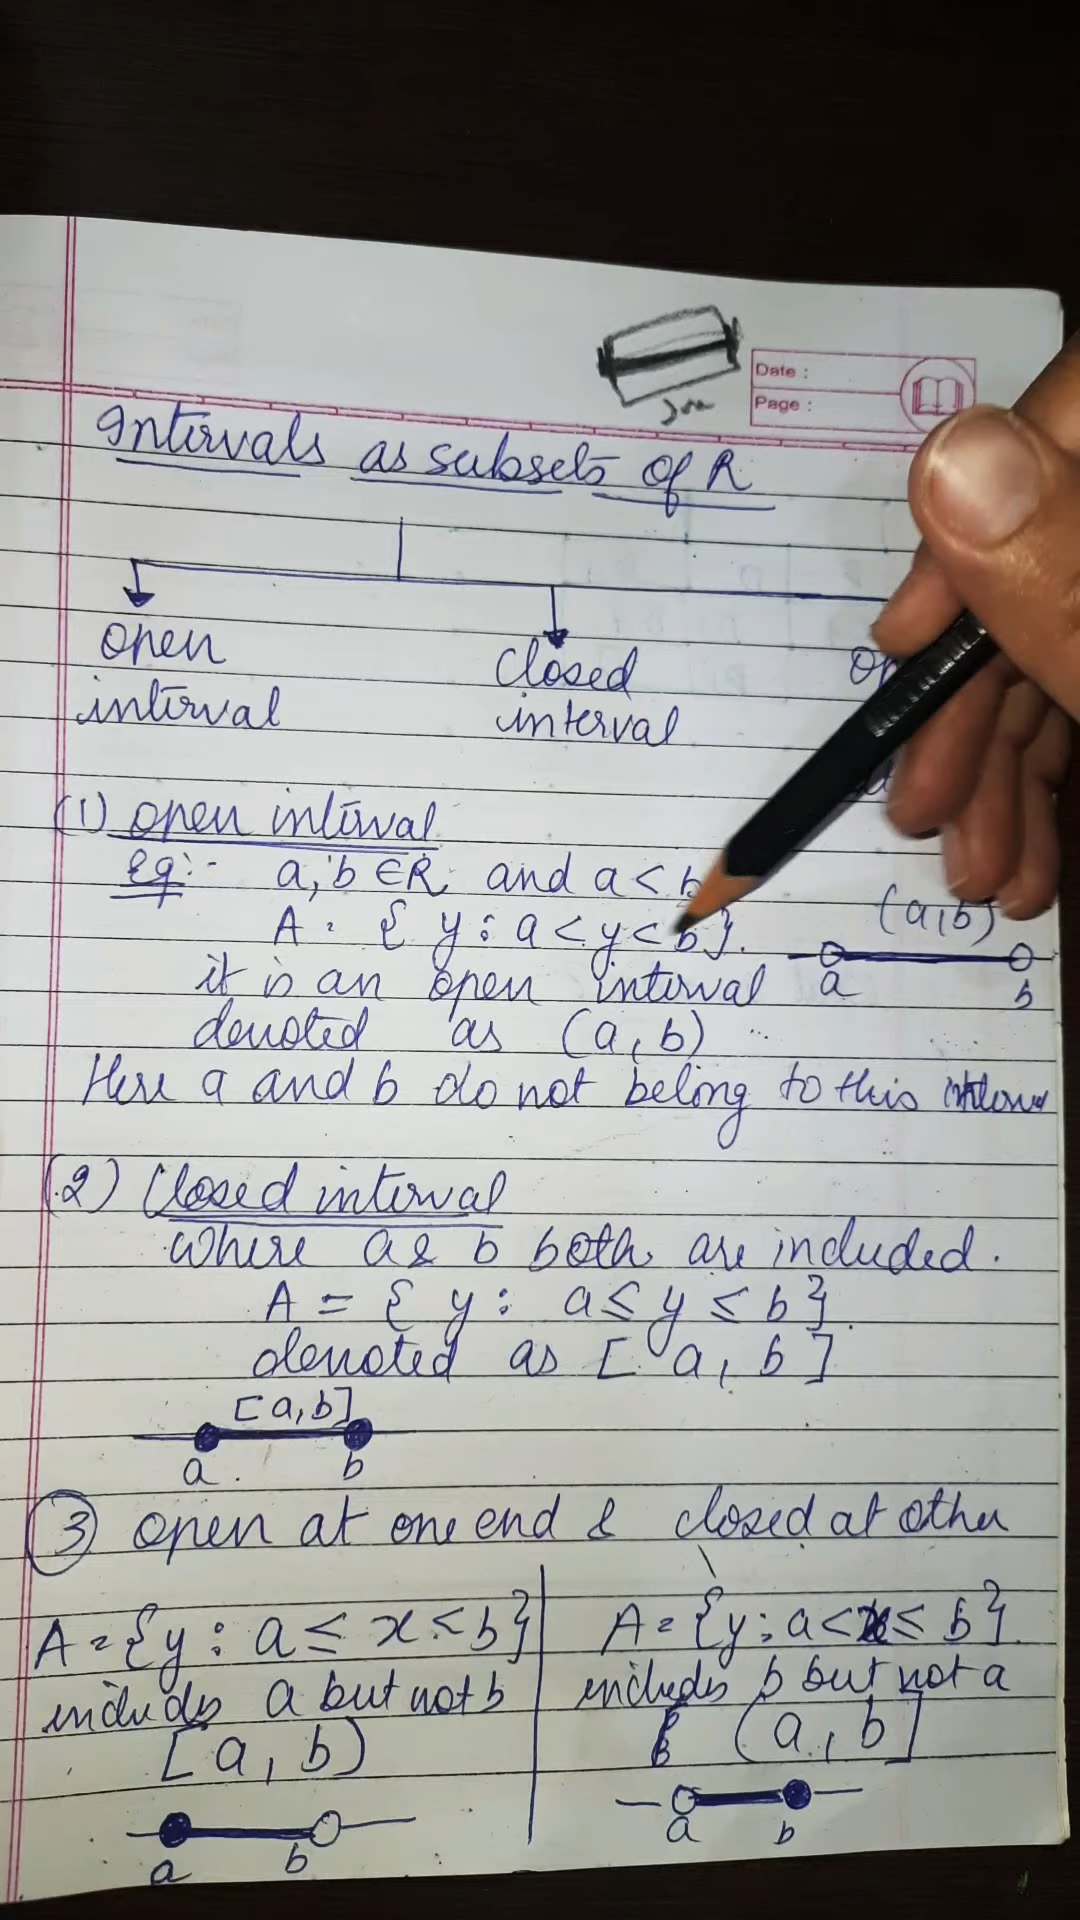 Date :
Page :
Intervals as subsets of R
open interval
closed interval
(1) open interval
eg:- a, b ∈ R and a < b
A = { y : a < y < b}.
(a, b)
a b
it is an open interval
denoted as (a, b)
Here a and b do not belong to this interval
(2) Closed interval
where a & b both are included.
A = { y : a ≤ y ≤ b}.
denoted as [a, b]
[a, b]
a b
(3) open at one end & closed at other
A = {y : a ≤ x < b}
includes a but not b
[a, b)
a b
A = {y : a < x ≤ b}.
includes b but not a
(a, b]
a b